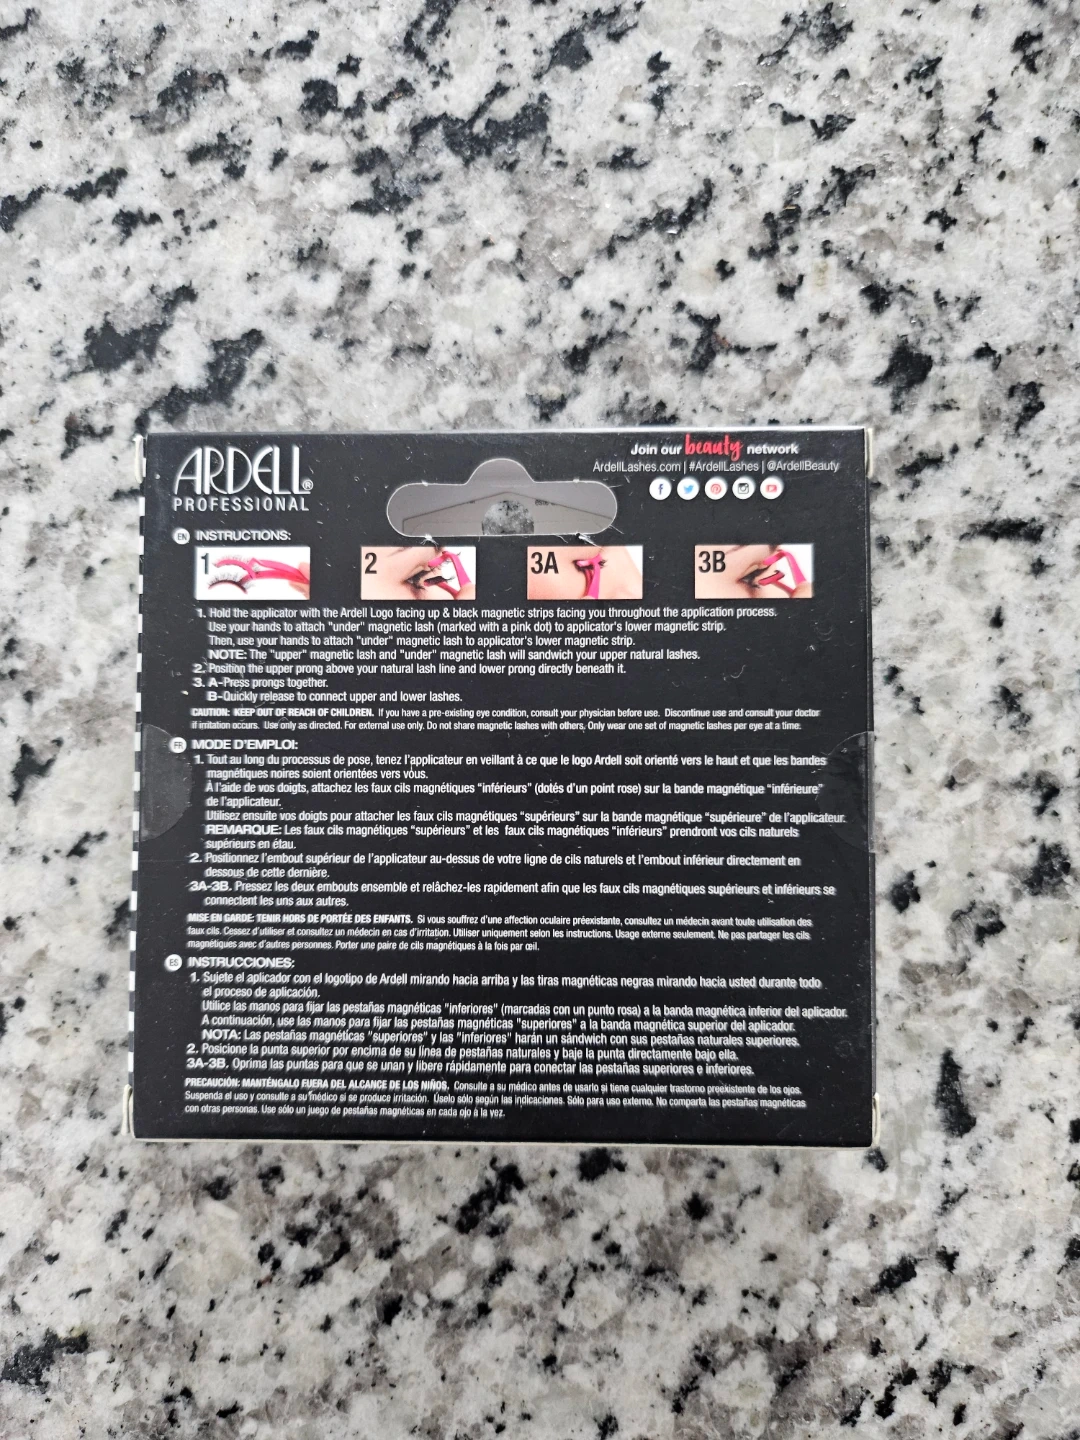 ARDELL®
PROFESSIONAL
Join our beauty network
ArdellLashes.com | #ArdellLashes | @ArdellBeauty
EN INSTRUCTIONS:
1
2
3A
3B
1. Hold the applicator with the Ardell Logo facing up & black magnetic strips facing you throughout the application process.
Use your hands to attach "under" magnetic lash (marked with a pink dot) to applicator's lower magnetic strip.
Then, use your hands to attach "under" magnetic lash to applicator's lower magnetic strip.
NOTE: The "upper" magnetic lash and "under" magnetic lash will sandwich your upper natural lashes.
2. Position the upper prong above your natural lash line and lower prong directly beneath it.
3. A-Press prongs together.
B-Quickly release to connect upper and lower lashes.
CAUTION: KEEP OUT OF REACH OF CHILDREN. If you have a pre-existing eye condition, consult your physician before use. Discontinue use and consult your doctor
if irritation occurs. Use only as directed. For external use only. Do not share magnetic lashes with others. Only wear one set of magnetic lashes per eye at a time.
FR MODE D'EMPLOI:
1. Tout au long du processus de pose, tenez l'applicateur en veillant à ce que le logo Ardell soit orienté vers le haut et que les bandes
magnétiques noires soient orientées vers vous.
À l'aide de vos doigts, attachez les faux cils magnétiques "inférieurs" (dotés d'un point rose) sur la bande magnétique "inférieure"
de l'applicateur.
Utilisez ensuite vos doigts pour attacher les faux cils magnétiques "supérieurs" sur la bande magnétique "supérieure" de l'applicateur.
REMARQUE: Les faux cils magnétiques "supérieurs" et les faux cils magnétiques "inférieurs" prendront vos cils naturels
supérieurs en étau.
2. Positionnez l'embout supérieur de l'applicateur au-dessus de votre ligne de cils naturels et l'embout inférieur directement en
dessous de cette dernière.
3A-3B. Pressez les deux embouts ensemble et relâchez-les rapidement afin que les faux cils magnétiques supérieurs et inférieurs se
connectent les uns aux autres.
MISE EN GARDE: TENIR HORS DE PORTÉE DES ENFANTS. Si vous souffrez d'une affection oculaire préexistante, consultez un médecin avant toute utilisation des
faux cils. Cessez d'utiliser et consultez un médecin en cas d'irritation. Utiliser uniquement selon les instructions. Usage externe seulement. Ne pas partager les cils
magnétiques avec d'autres personnes. Porter une paire de cils magnétiques à la fois par œil.
ES INSTRUCCIONES:
1. Sujete el aplicador con el logotipo de Ardell mirando hacia arriba y las tiras magnéticas negras mirando hacia usted durante todo
el proceso de aplicación.
Utilice las manos para fijar las pestañas magnéticas "inferiores" (marcadas con un punto rosa) a la banda magnética inferior del aplicador.
A continuación, use las manos para fijar las pestañas magnéticas "superiores" a la banda magnética superior del aplicador.
NOTA: Las pestañas magnéticas "superiores" y las "inferiores" harán un sándwich con sus pestañas naturales superiores.
2. Posicione la punta superior por encima de su línea de pestañas naturales y baje la punta directamente bajo ella.
3A-3B. Oprima las puntas para que se unan y libere rápidamente para conectar las pestañas superiores e inferiores.
PRECAUCIÓN: MANTÉNGALO FUERA DEL ALCANCE DE LOS NIÑOS. Consulte a su médico antes de usarlo si tiene cualquier trastorno preexistente de los ojos.
Suspenda el uso y consulte a su médico si se produce irritación. Úselo sólo según las indicaciones. Sólo para uso externo. No comparta las pestañas magnéticas
con otras personas. Use sólo un juego de pestañas magnéticas en cada ojo a la vez.